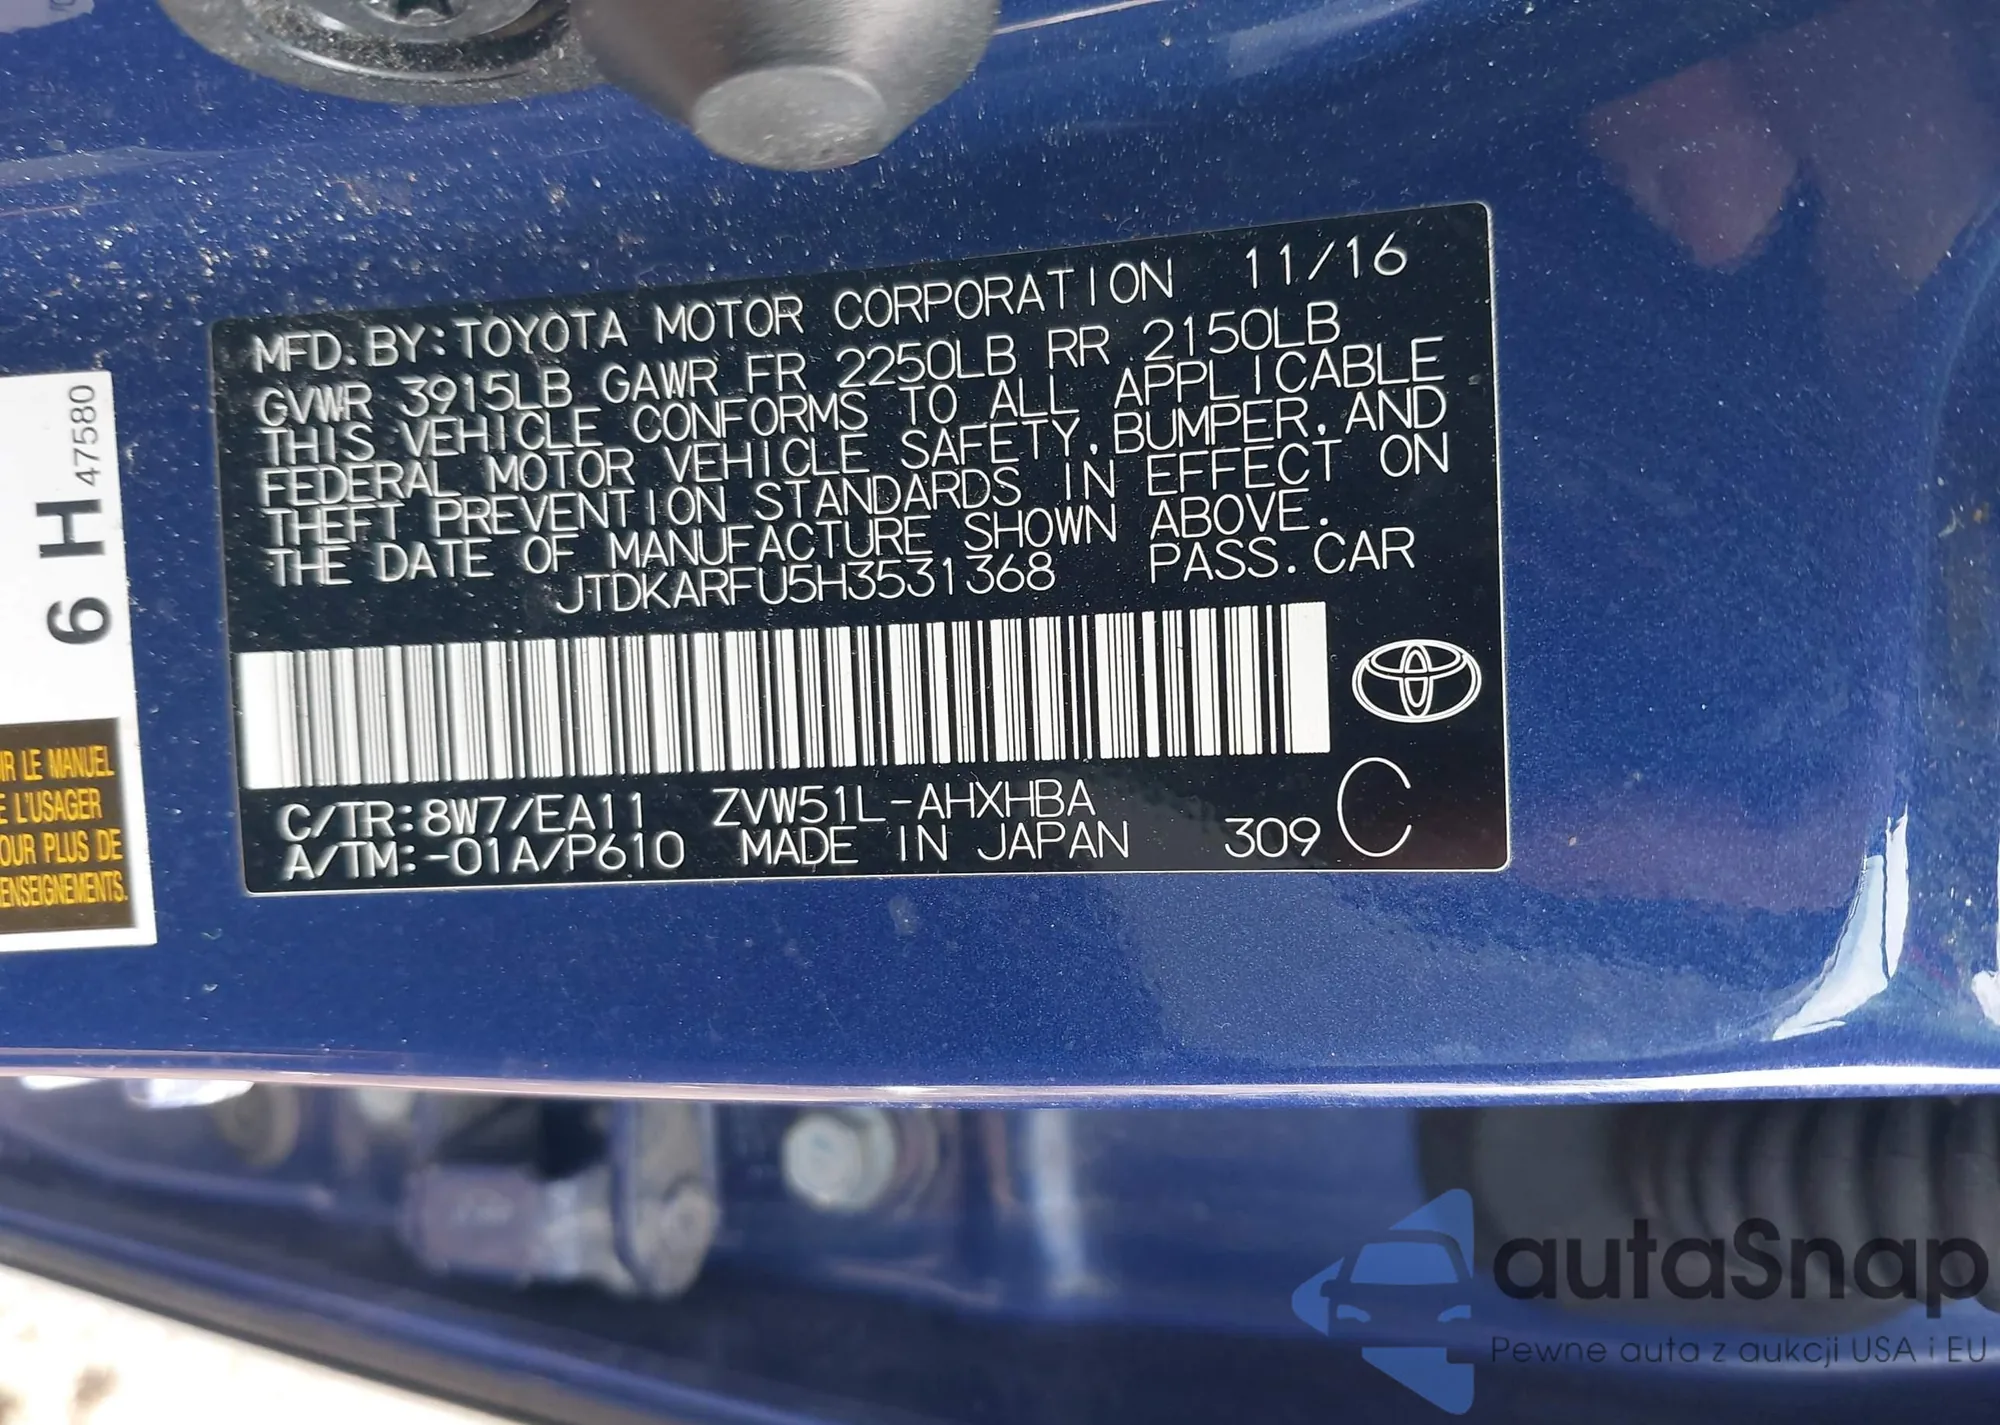 MFD.BY:TOYOTA MOTOR CORPORATION 11/16
GVWR 3915LB GAWR FR 2250LB RR 2150LB
THIS VEHICLE CONFORMS TO ALL APPLICABLE
FEDERAL MOTOR VEHICLE SAFETY,BUMPER,AND
THEFT PREVENTION STANDARDS IN EFFECT ON
THE DATE OF MANUFACTURE SHOWN ABOVE.
JTDKARFU5H3531368 PASS.CAR
C/TR:8W7/EA11 ZVW51L-AHXHBA
A/TM:-01A/P610 MADE IN JAPAN 309 C
6 H 47580
LE MANUEL
L'USAGER
PLUS DE
autaSnap
Pewne auta z aukcji USA i EU